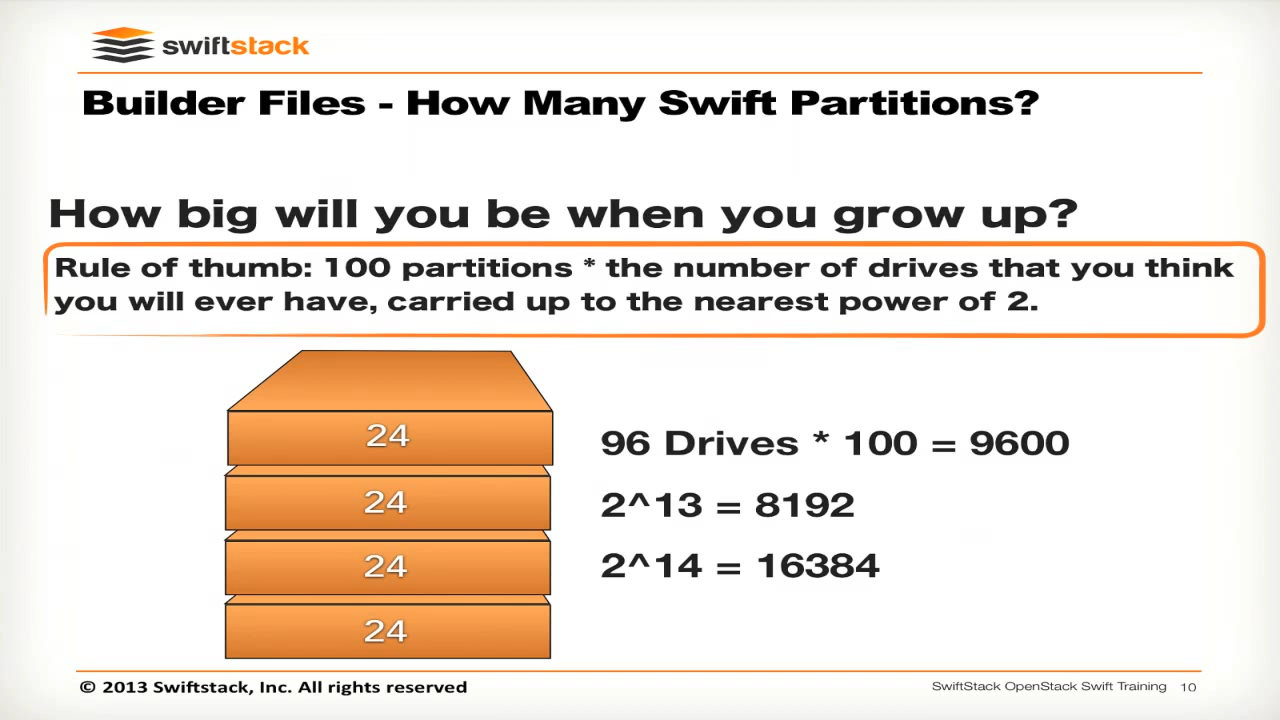 swiftstack
Builder Files - How Many Swift Partitions?
How big will you be when you grow up?
Rule of thumb: 100 partitions * the number of drives that you think
you will ever have, carried up to the nearest power of 2.
24
24
24
24
96 Drives * 100 = 9600
2^13 = 8192
2^14 = 16384
© 2013 Swiftstack, Inc. All rights reserved
SwiftStack OpenStack Swift Training 10